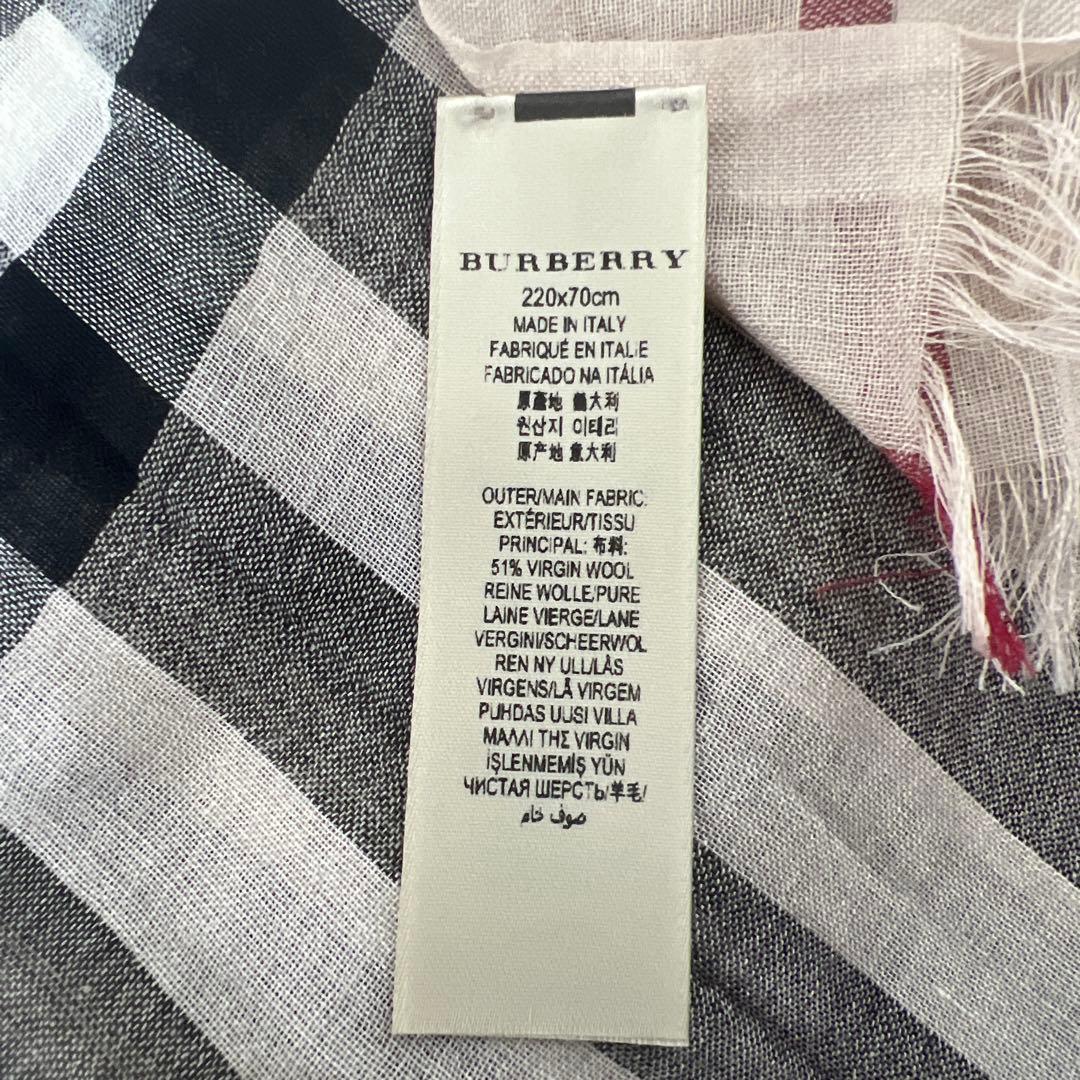 BURBERRY
220x70cm
MADE IN ITALY
FABRIQUÉ EN ITALIE
FABRICADO NA ITÁLIA
原產地 義大利
원산지 이테리
原产地 意大利
OUTER/MAIN FABRIC:
EXTÉRIEUR/TISSU
PRINCIPAL: 布料:
51% VIRGIN WOOL
REINE WOLLE/PURE
LAINE VIERGE/LANE
VERGINI/SCHEERWOL
REN NY ULL/LÃS
VIRGENS/LÃ VIRGEM
PUHDAS UUSI VILLA
ΜΑΛΛΙ ΤΗΣ VIRGIN
İŞLENMEMİŞ YÜN
ЧИСТАЯ ШЕРСТЬ/羊毛/
صوف خام